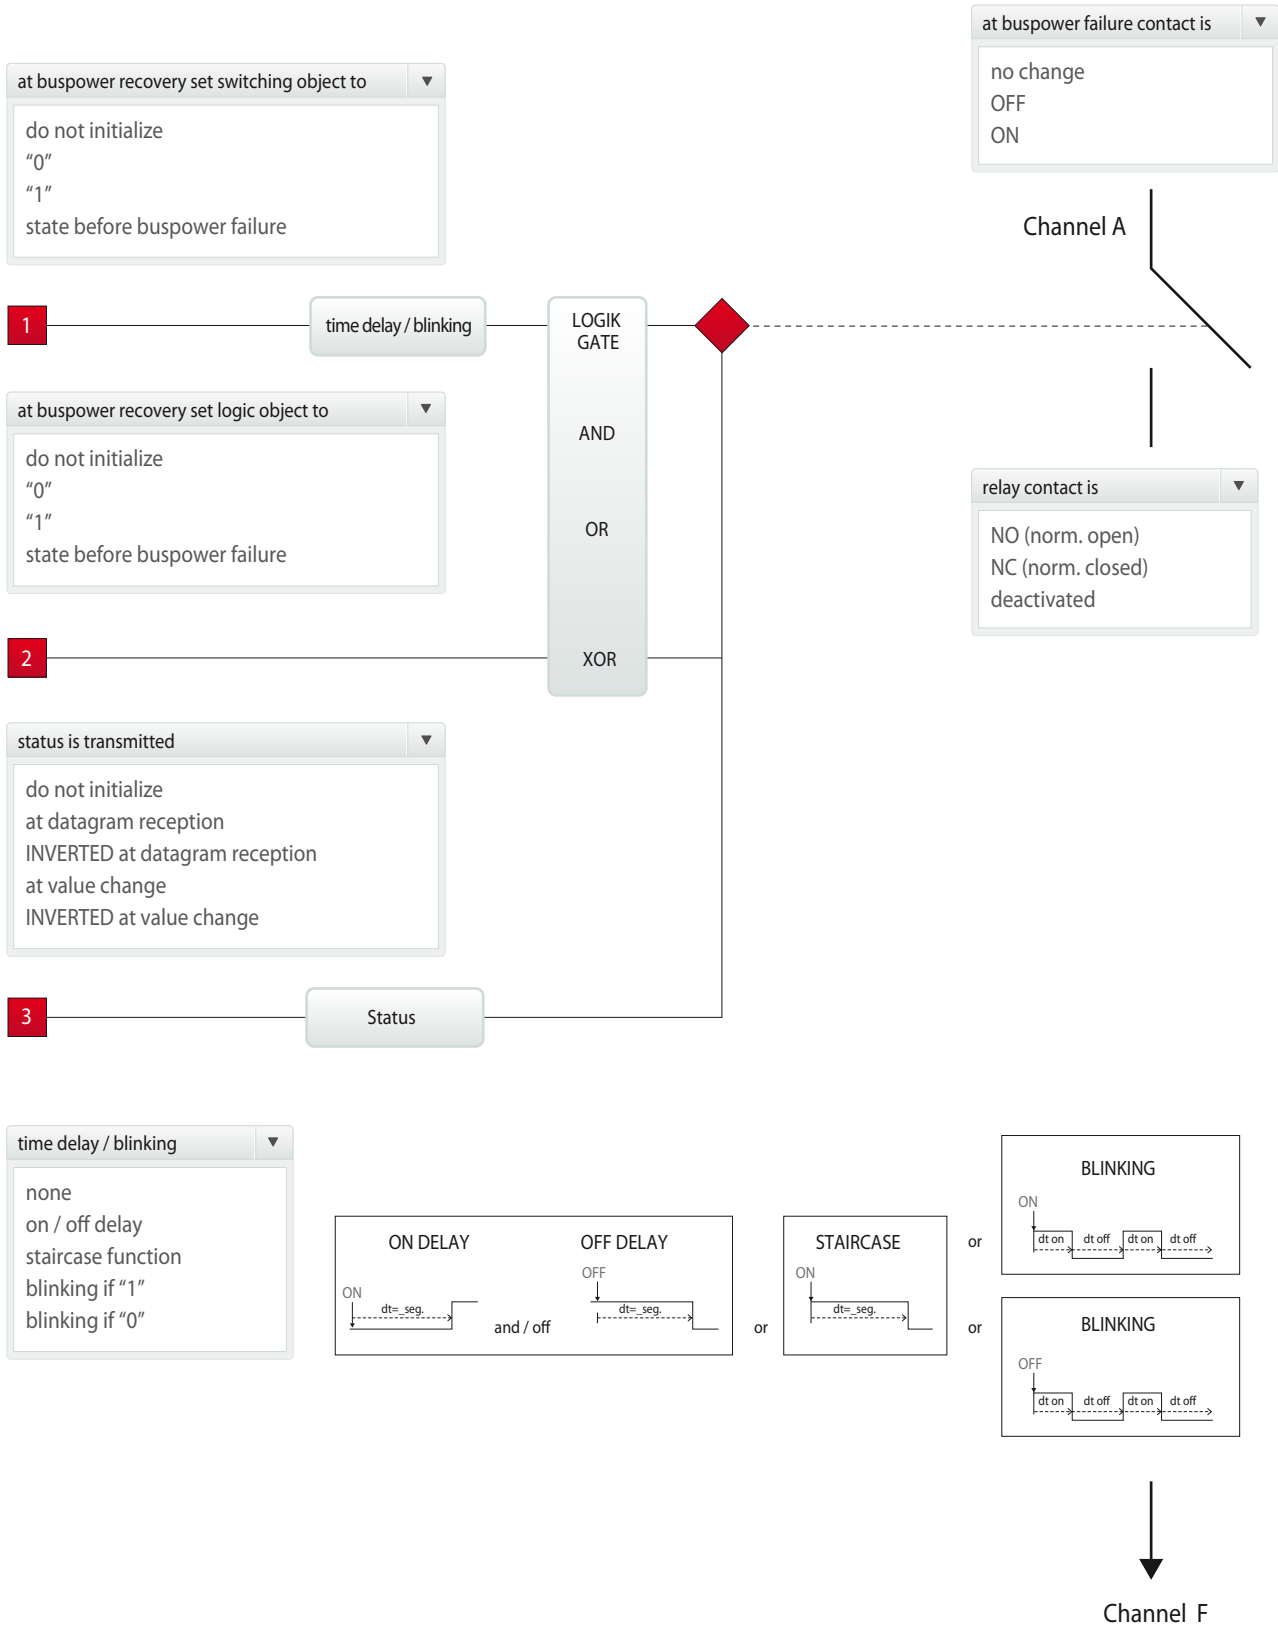 at buspower failure contact is
no change
OFF
ON
at buspower recovery set switching object to
do not initialize
“0”
“1”
state before buspower failure
Channel A
1
time delay / blinking
LOGIK
GATE
AND
OR
XOR
at buspower recovery set logic object to
do not initialize
“0”
“1”
state before buspower failure
relay contact is
NO (norm. open)
NC (norm. closed)
deactivated
2
status is transmitted
do not initialize
at datagram reception
INVERTED at datagram reception
at value change
INVERTED at value change
3
Status
time delay / blinking
none
on / off delay
staircase function
blinking if “1”
blinking if “0”
ON DELAY
ON
dt=_seg.
and / off
OFF DELAY
OFF
dt=_seg.
or
STAIRCASE
ON
dt=_seg.
or
BLINKING
ON
dt on dt off dt on dt off
or
BLINKING
OFF
dt on dt off dt on dt off
Channel F